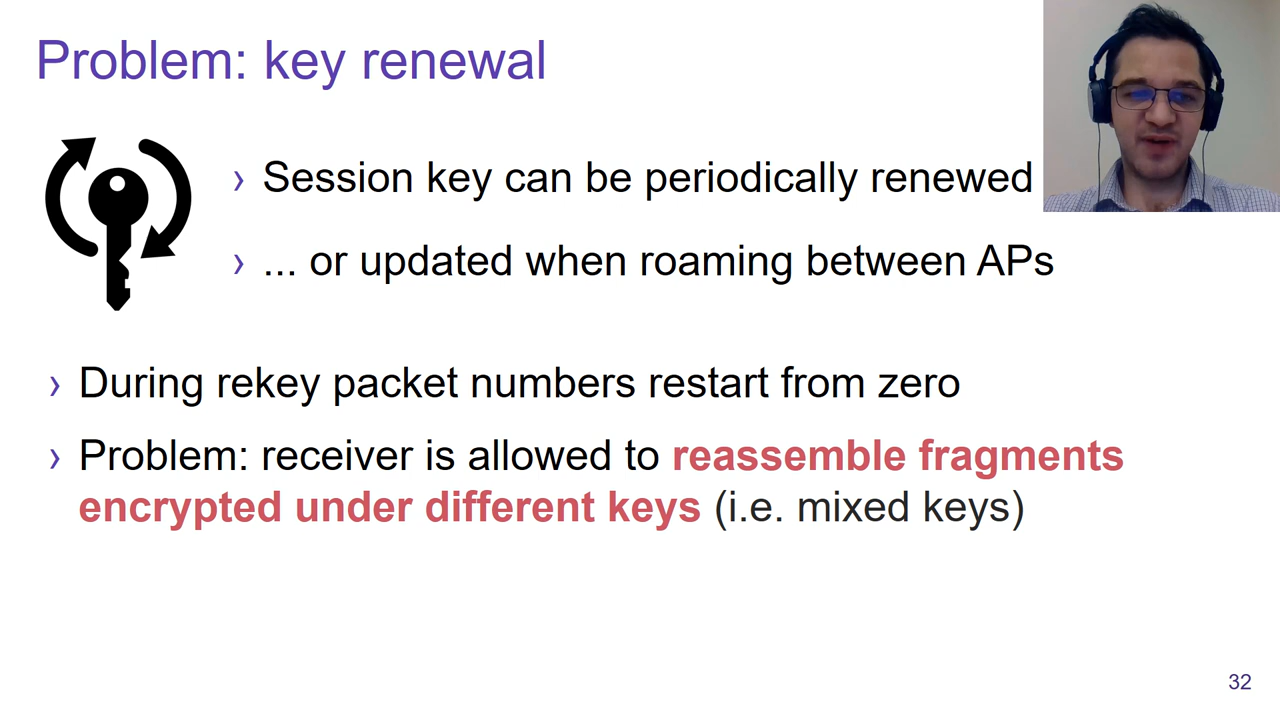 Problem: key renewal
› Session key can be periodically renewed
› ... or updated when roaming between APs
› During rekey packet numbers restart from zero
› Problem: receiver is allowed to reassemble fragments
encrypted under different keys (i.e. mixed keys)
32